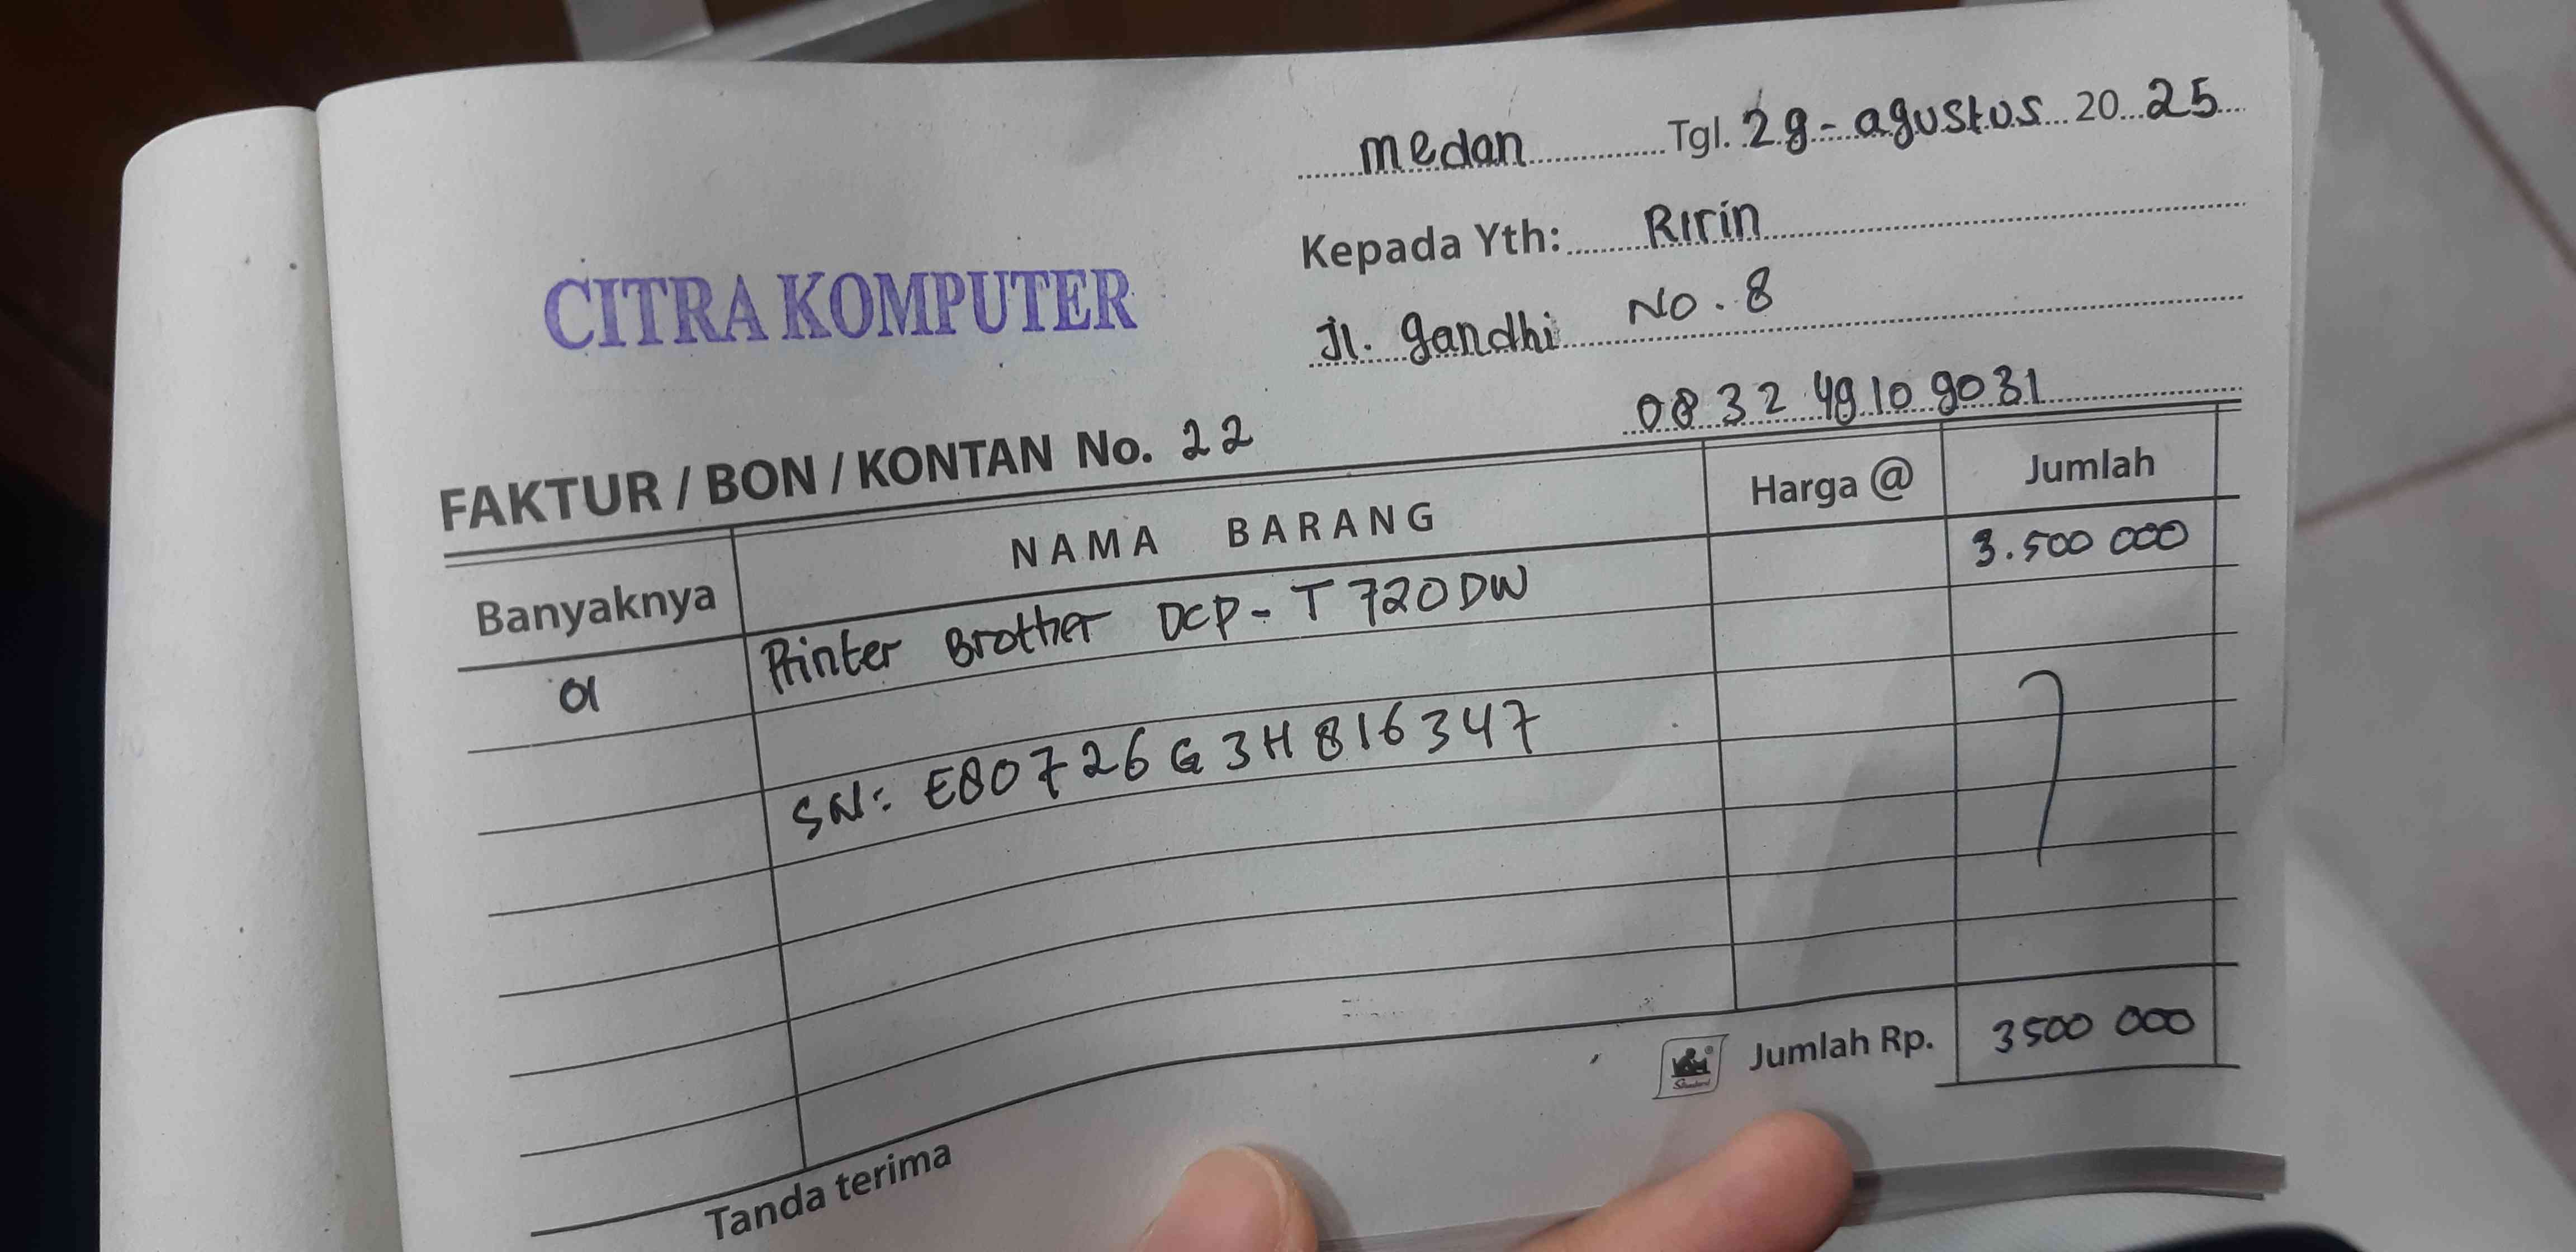 medan Tgl. 29 - agustus 20 25
Kepada Yth: Ririn
CITRA KOMPUTER
Jl. gandhi No. 8
0832 4910 9031
FAKTUR / BON / KONTAN No. 22
Banyaknya NAMA BARANG Harga @ Jumlah
01 Printer Brother DCP-T720DW 3.500 000
SN: E80726G3H816347
Jumlah Rp. 3500 000
Tanda terima